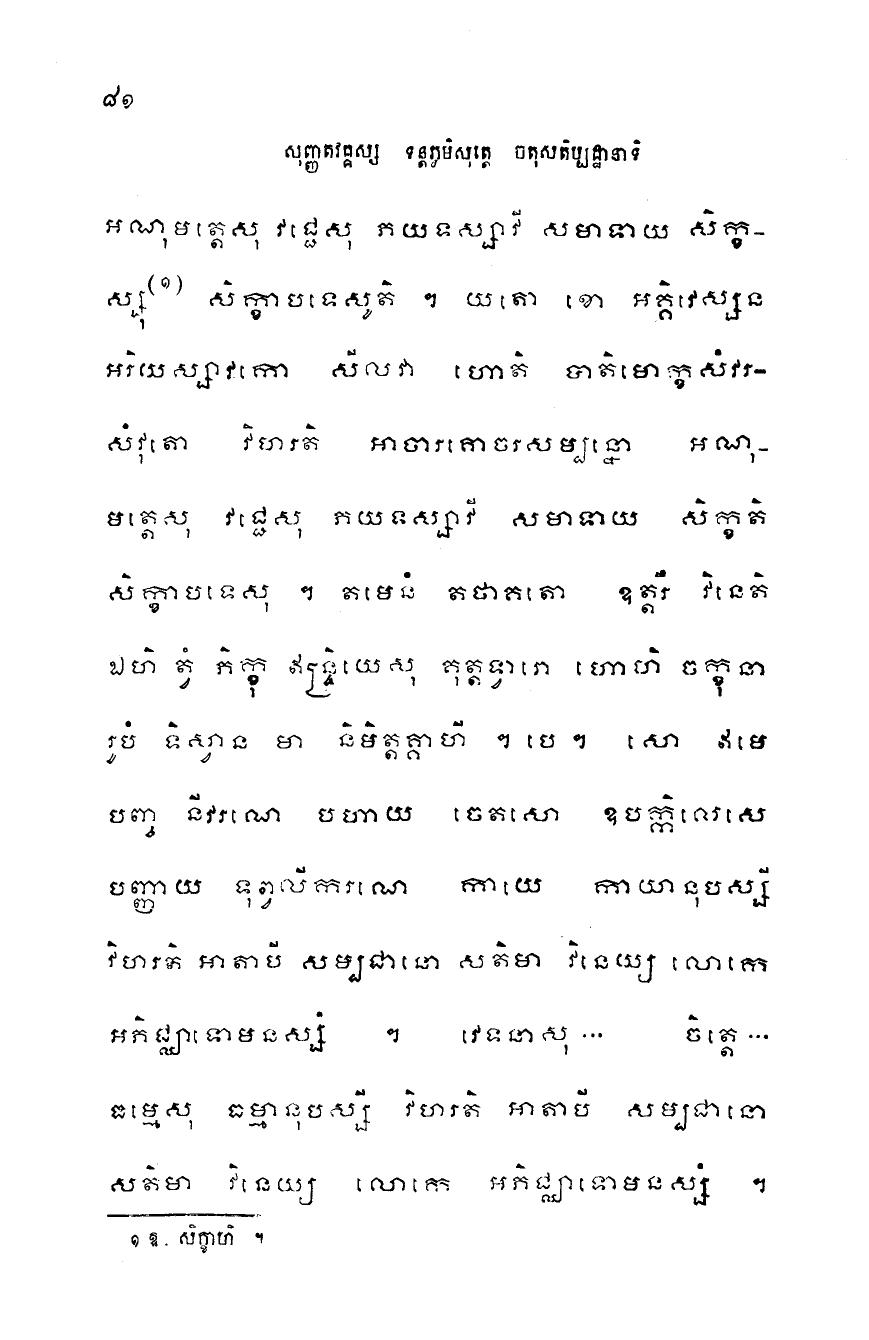 ៨១
សុញ្ញតវគ្គស្ស ទន្តភូមិសុត្តេ ចតុសតិប្បដ្ឋានាទិ
អណុមត្តេសុ វជ្ជេសុ ភយទស្សាវី សមាទាយ សិក្ខ-
ស្សុ(១) សិក្ខាបទេសូតិ ។ យតោ ខោ អគ្គិវេស្សន
អរិយស្សាវកោ សីលវា ហោតិ បាតិមោក្ខសំវរ-
សំវុតោ វិហរតិ អាចារគោចរសម្បន្នោ អណុ-
មត្តេសុ វជ្ជេសុ ភយទស្សាវី សមាទាយ សិក្ខតិ
សិក្ខាបទេសុ ។ តមេនំ តថាគតោ ឧត្តរឹ វិនេតិ
ឯហិ ត្វំ ភិក្ខុ ឥន្ទ្រិយេសុ គុត្តទ្វារោ ហោហិ ចក្ខុនា
រូបំ ទិស្វាន មា និមិត្តគ្គាហី ។ បេ ។ សោ ឥមេ
បញ្ច នីវរណេ បហាយ ចេតសោ ឧបក្កិលេសេ
បញ្ញាយ ទុព្វលីករណេ កាយេ កាយានុបស្សី
វិហរតិ អាតាបី សម្បជានោ សតិមា វិនេយ្យ លោកេ
អភិជ្ឈាទោមនស្សំ ។ វេទនាសុ ... ចិត្តេ ...
ធម្មេសុ ធម្មានុបស្សី វិហរតិ អាតាបី សម្បជានោ
សតិមា វិនេយ្យ លោកេ អភិជ្ឈាទោមនស្សំ ។
១ ឱ. សិក្ខាហិ ។